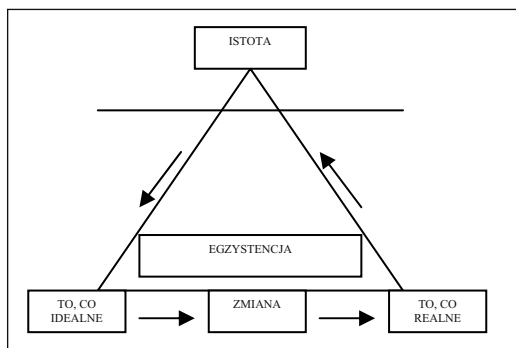 ISTOTA
EGZYSTENCJA
TO, CO
IDEALNE
ZMIANA
TO, CO
REALNE